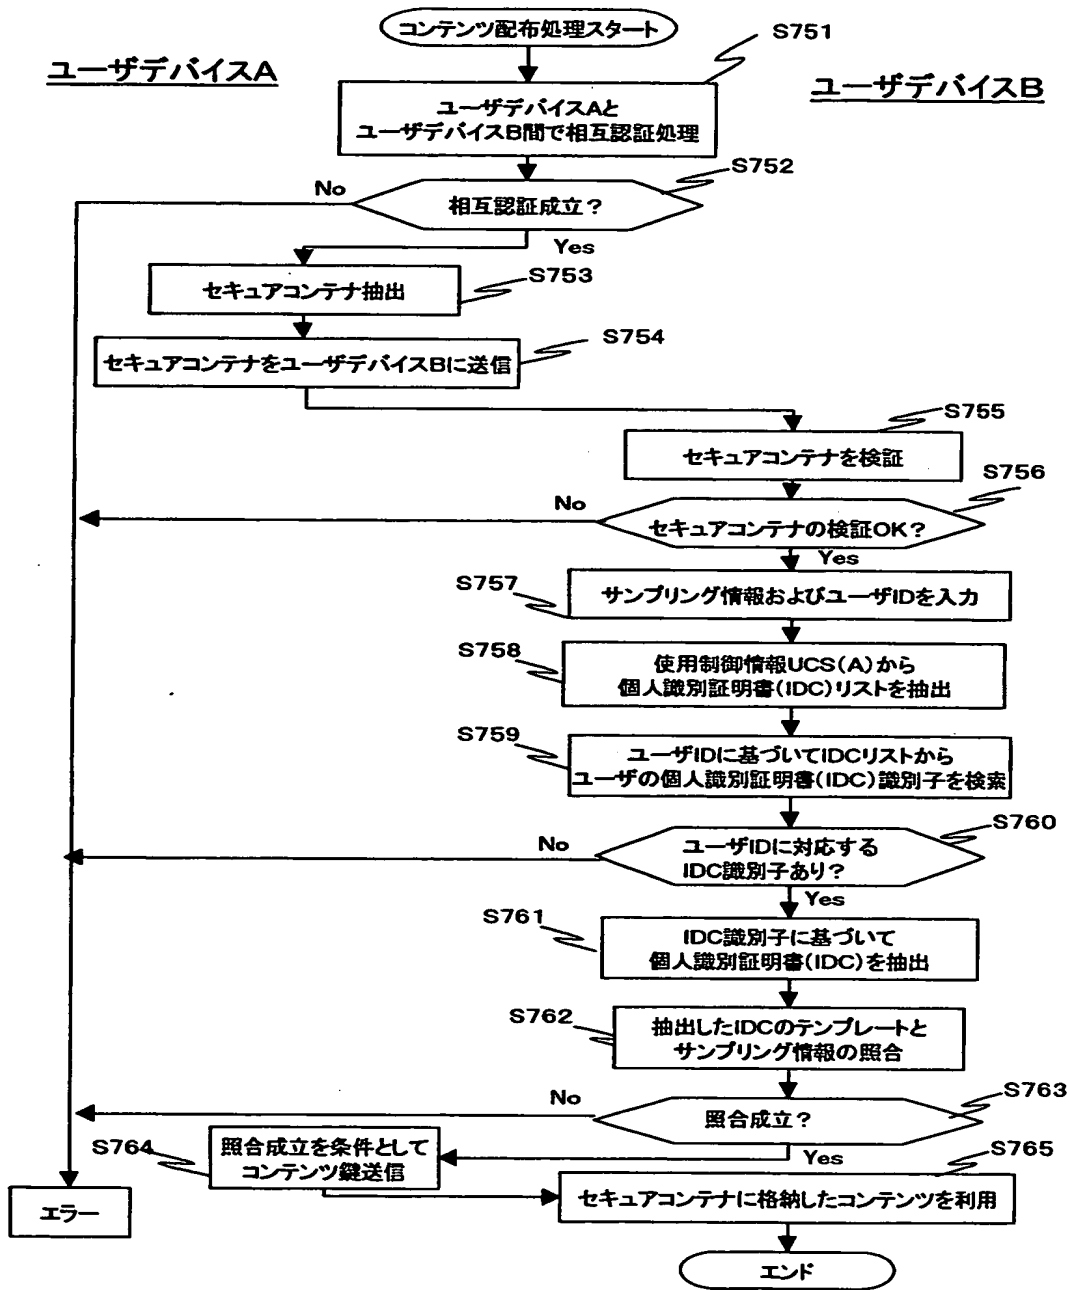 コンテンツ配布処理スタート
S751
ユーザデバイスA
ユーザデバイスB
ユーザデバイスAと
ユーザデバイスB間で相互認証処理
S752
No
相互認証成立？
Yes
S753
セキュアコンテナ抽出
S754
セキュアコンテナをユーザデバイスBに送信
S755
セキュアコンテナを検証
S756
No
セキュアコンテナの検証OK？
Yes
S757
サンプリング情報およびユーザIDを入力
S758
使用制御情報UCS(A)から
個人識別証明書(IDC)リストを抽出
S759
ユーザIDに基づいてIDCリストから
ユーザの個人識別証明書(IDC)識別子を検索
S760
No
ユーザIDに対応する
IDC識別子あり？
Yes
S761
IDC識別子に基づいて
個人識別証明書(IDC)を抽出
S762
抽出したIDCのテンプレートと
サンプリング情報の照合
S763
No
照合成立？
Yes
S764
照合成立を条件として
コンテンツ鍵送信
S765
セキュアコンテナに格納したコンテンツを利用
エラー
エンド